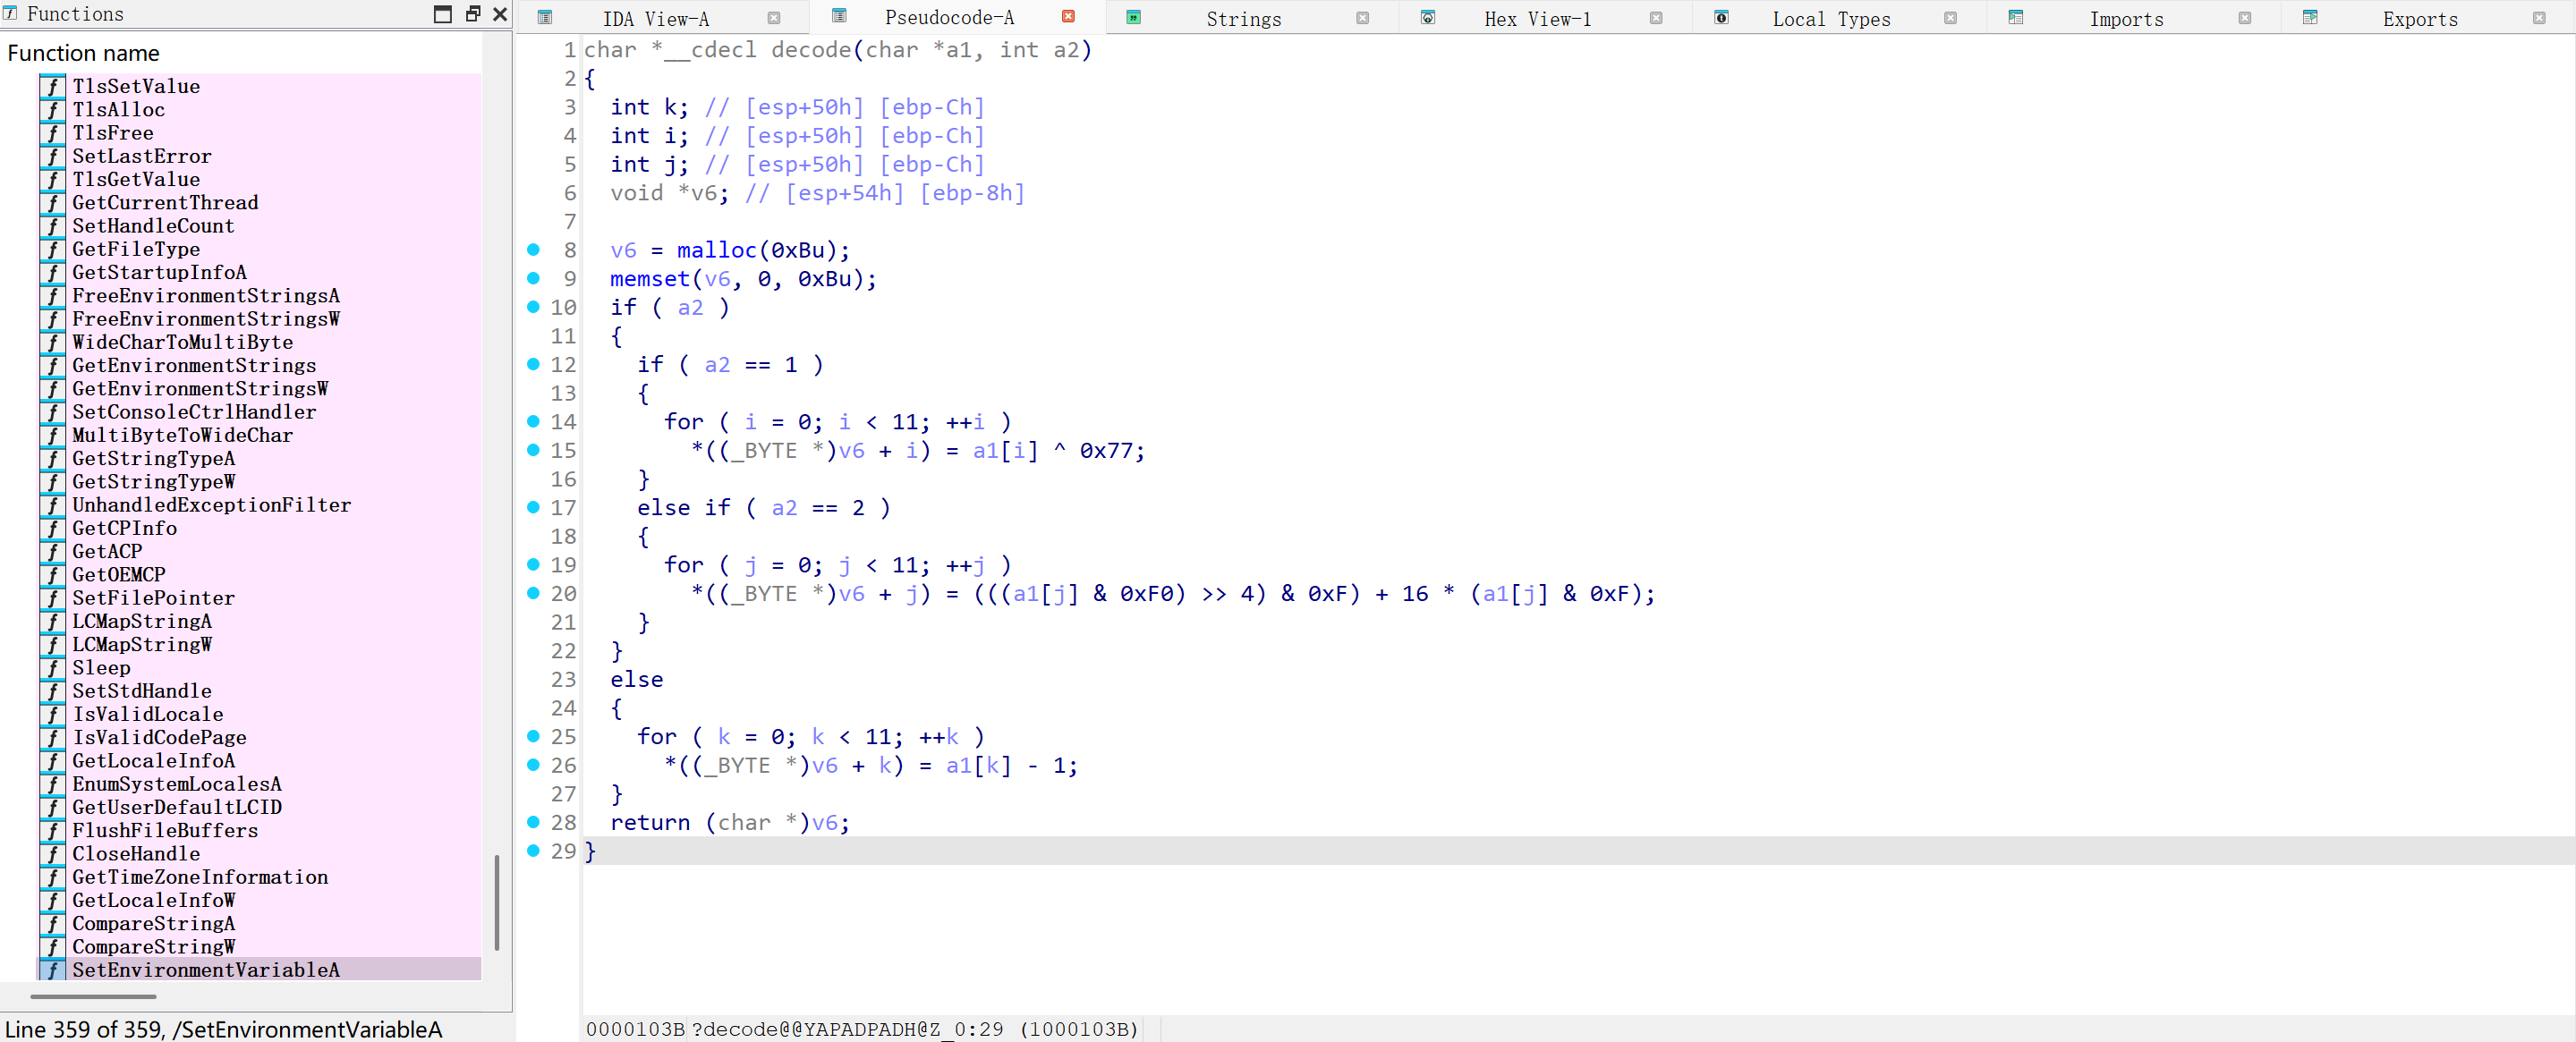 Functions
Function name
TlsSetValue
TlsAlloc
TlsFree
SetLastError
TlsGetValue
GetCurrentThread
SetHandleCount
GetFileType
GetStartupInfoA
FreeEnvironmentStringsA
FreeEnvironmentStringsW
WideCharToMultiByte
GetEnvironmentStrings
GetEnvironmentStringsW
SetConsoleCtrlHandler
MultiByteToWideChar
GetStringTypeA
GetStringTypeW
UnhandledExceptionFilter
GetCPInfo
GetACP
GetOEMCP
SetFilePointer
LCMapStringA
LCMapStringW
Sleep
SetStdHandle
IsValidLocale
IsValidCodePage
GetLocaleInfoA
EnumSystemLocalesA
GetUserDefaultLCID
FlushFileBuffers
CloseHandle
GetTimeZoneInformation
GetLocaleInfoW
CompareStringA
CompareStringW
SetEnvironmentVariableA
Line 359 of 359, /SetEnvironmentVariableA
IDA View-A Pseudocode-A Strings Hex View-1 Local Types Imports Exports
1 char *__cdecl decode(char *a1, int a2)
2 {
3 int k; // [esp+50h] [ebp-Ch]
4 int i; // [esp+50h] [ebp-Ch]
5 int j; // [esp+50h] [ebp-Ch]
6 void *v6; // [esp+54h] [ebp-8h]
7
8 v6 = malloc(0xBu);
9 memset(v6, 0, 0xBu);
10 if ( a2 )
11 {
12 if ( a2 == 1 )
13 {
14 for ( i = 0; i < 11; ++i )
15 *((_BYTE *)v6 + i) = a1[i] ^ 0x77;
16 }
17 else if ( a2 == 2 )
18 {
19 for ( j = 0; j < 11; ++j )
20 *((_BYTE *)v6 + j) = (((a1[j] & 0xF0) >> 4) & 0xF) + 16 * (a1[j] & 0xF);
21 }
22 }
23 else
24 {
25 for ( k = 0; k < 11; ++k )
26 *((_BYTE *)v6 + k) = a1[k] - 1;
27 }
28 return (char *)v6;
29 }
0000103B ?decode@@YAPADPADH@Z_0:29 (1000103B)